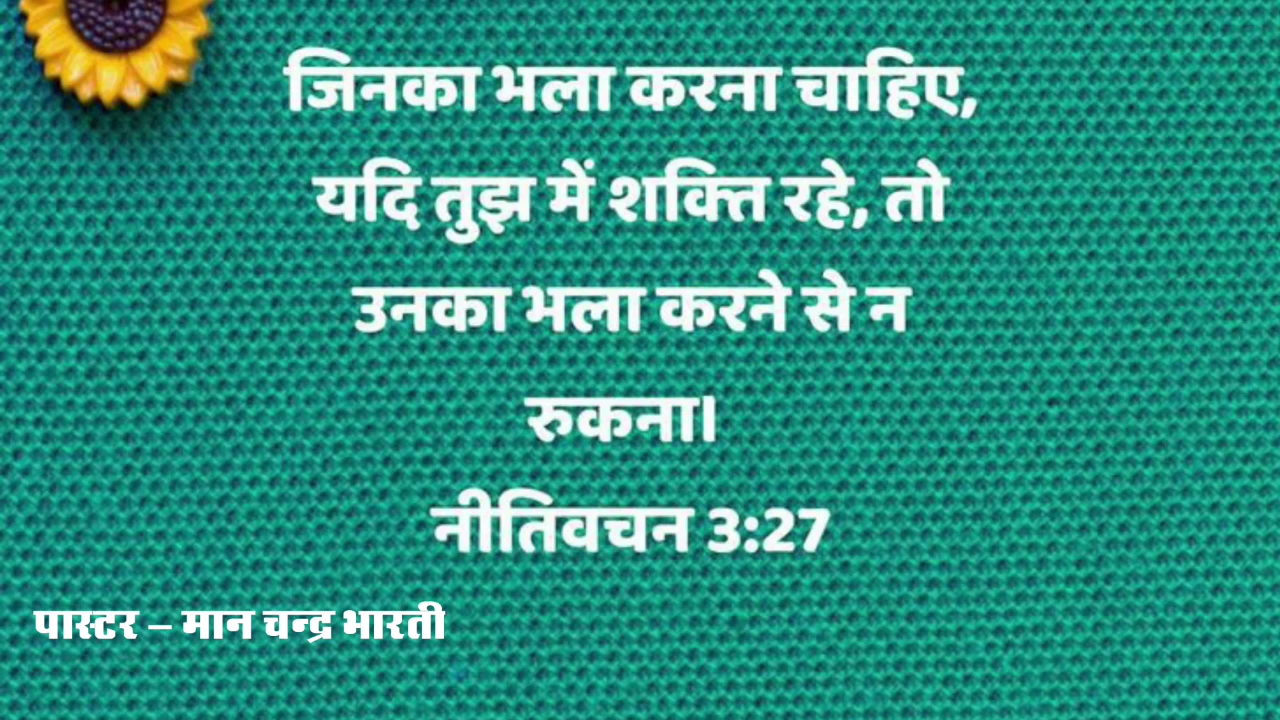 जिनका भला करना चाहिए,
यदि तुझ में शक्ति रहे, तो
उनका भला करने से न
रुकना।
नीतिवचन 3:27
पास्टर – मान चन्द्र भारती